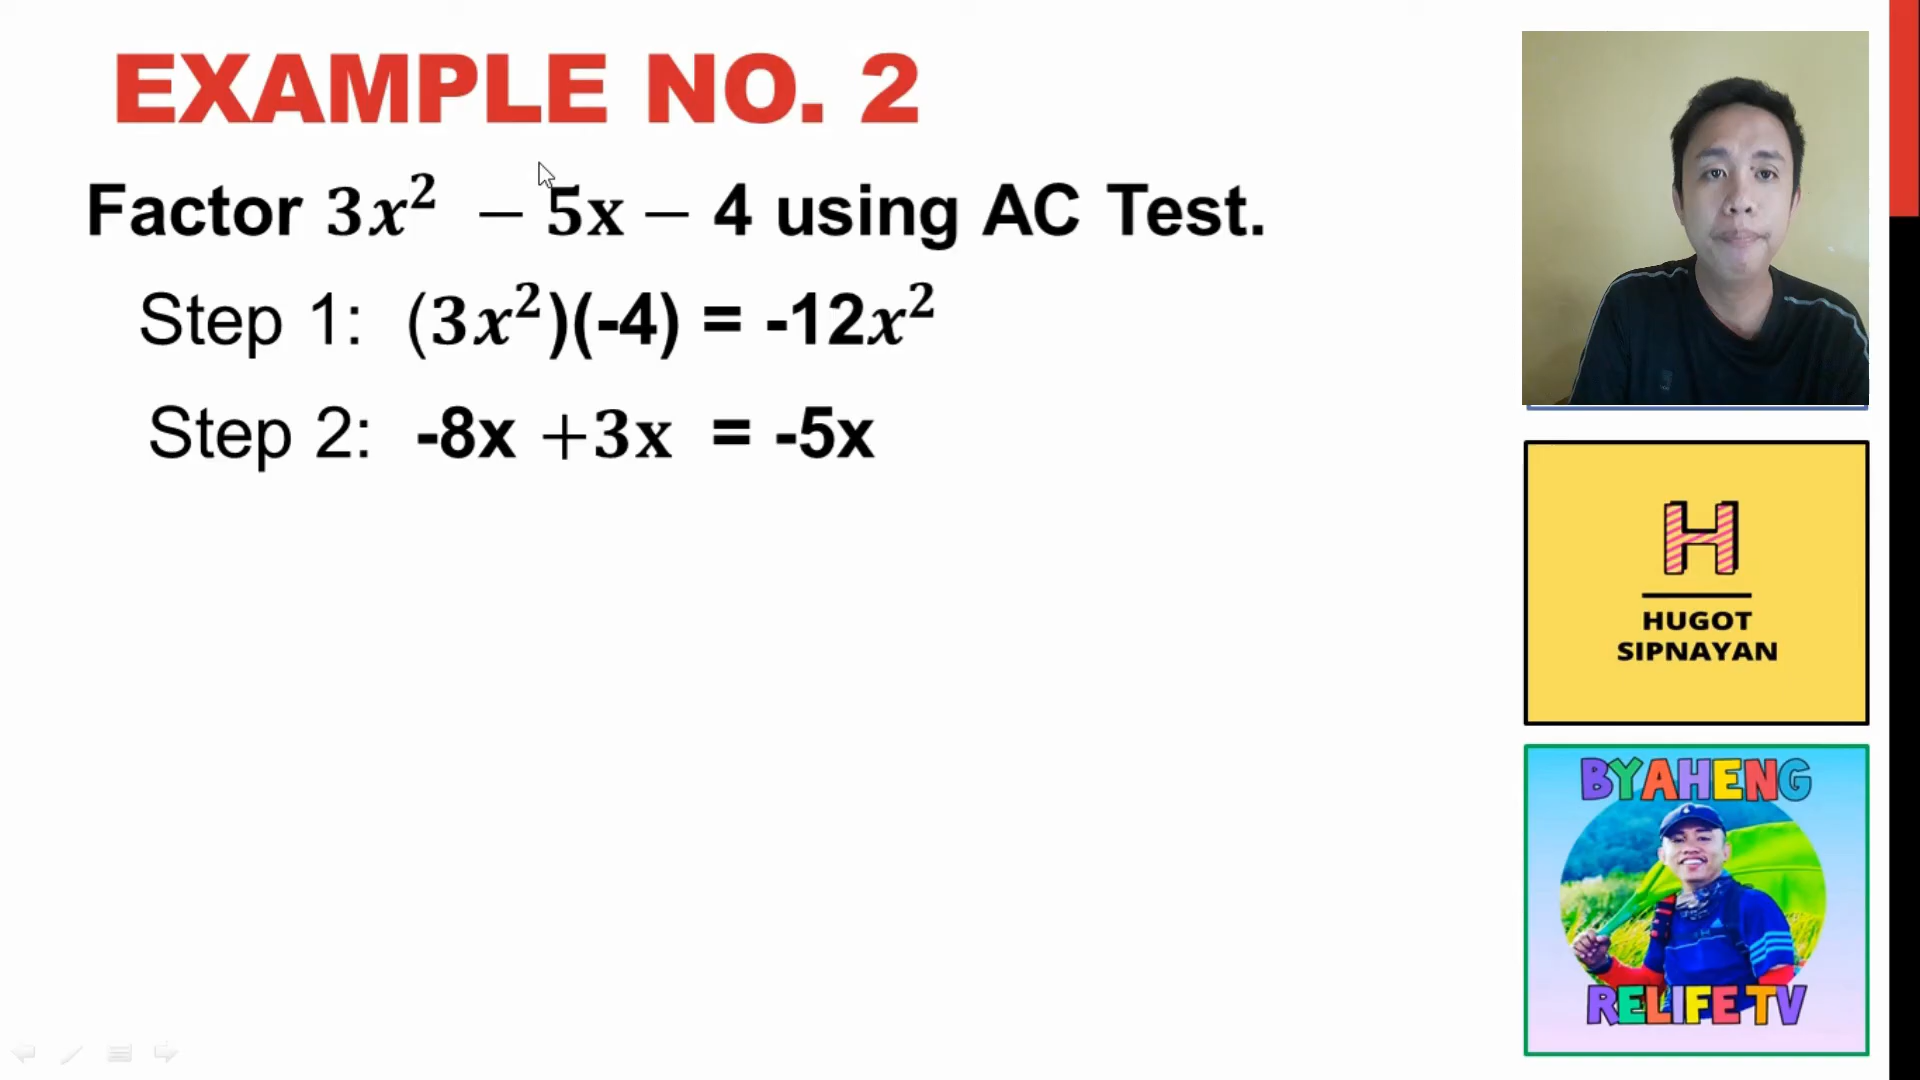 EXAMPLE NO. 2
Factor 3x² − 5x − 4 using AC Test.
Step 1: (3x²)(-4) = -12x²
Step 2: -8x +3x = -5x
H
HUGOT
SIPNAYAN
BYAHENG
RELIFE TV